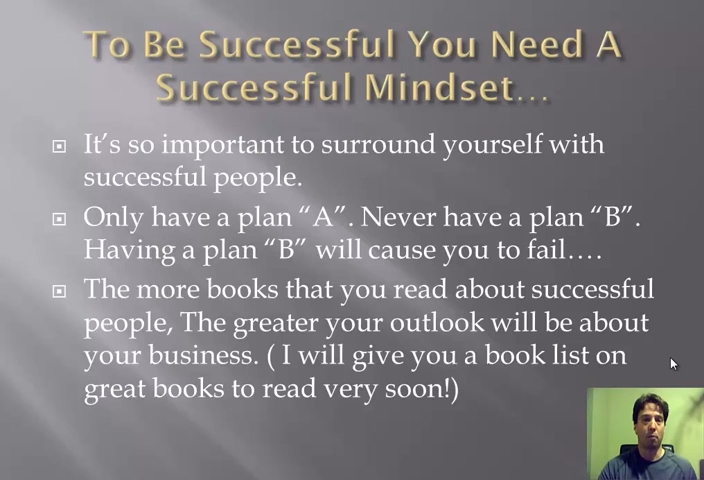 To Be Successful You Need A
Successful Mindset…
It's so important to surround yourself with
successful people.
Only have a plan “A”. Never have a plan “B”.
Having a plan “B” will cause you to fail….
The more books that you read about successful
people, The greater your outlook will be about
your business. ( I will give you a book list on
great books to read very soon!)